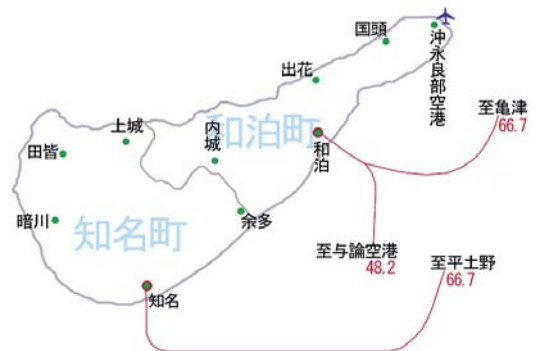 国頭
沖永良部空港
出花
至亀津
66.7
上城
内城
和泊町
和泊
田皆
暗川
知名町
余多
至与論空港
48.2
至平土野
66.7
知名